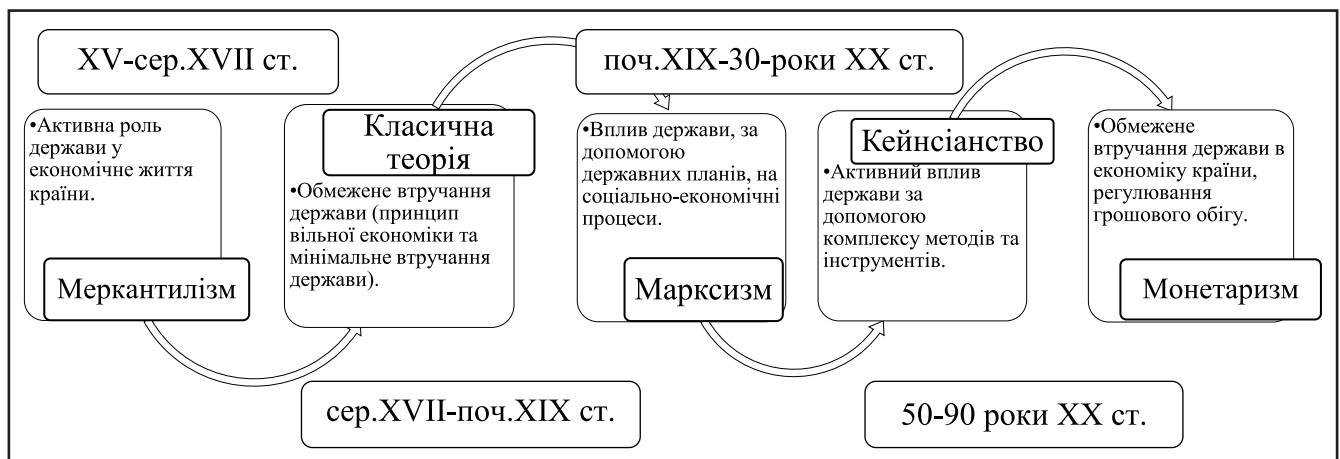 XV-сер.XVII ст.
поч.XIX-30-роки XX ст.
•Активна роль
держави у
економічне життя
країни.
Меркантилізм
Класична
теорія
•Обмежене втручання
держави (принцип
вільної економіки та
мінімальне втручання
держави).
•Вплив держави, за
допомогою
державних планів, на
соціально-економічні
процеси.
Марксизм
Кейнсіанство
•Активний вплив
держави за
допомогою
комплексу методів та
інструментів.
•Обмежене
втручання держави в
економіку країни,
регулювання
грошового обігу.
Монетаризм
сер.XVII-поч.XIX ст.
50-90 роки XX ст.